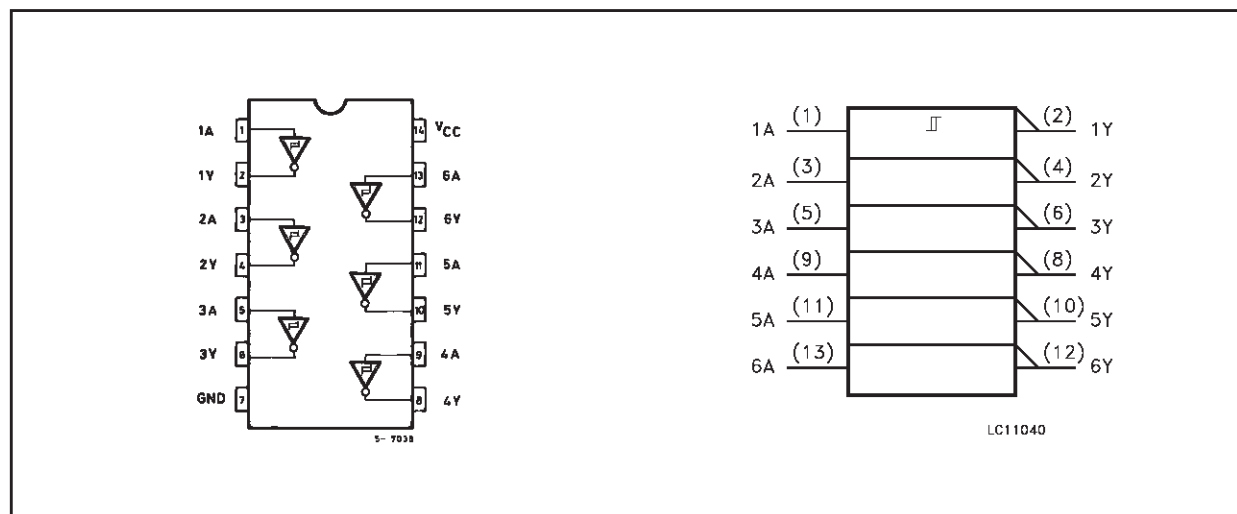 1A 1 14 VCC
1Y 2 13 6A
2A 3 12 6Y
2Y 4 11 5A
3A 5 10 5Y
3Y 6 9 4A
GND 7 8 4Y
S- 7038
1A (1) (2) 1Y
2A (3) (4) 2Y
3A (5) (6) 3Y
4A (9) (8) 4Y
5A (11) (10) 5Y
6A (13) (12) 6Y
LC11040